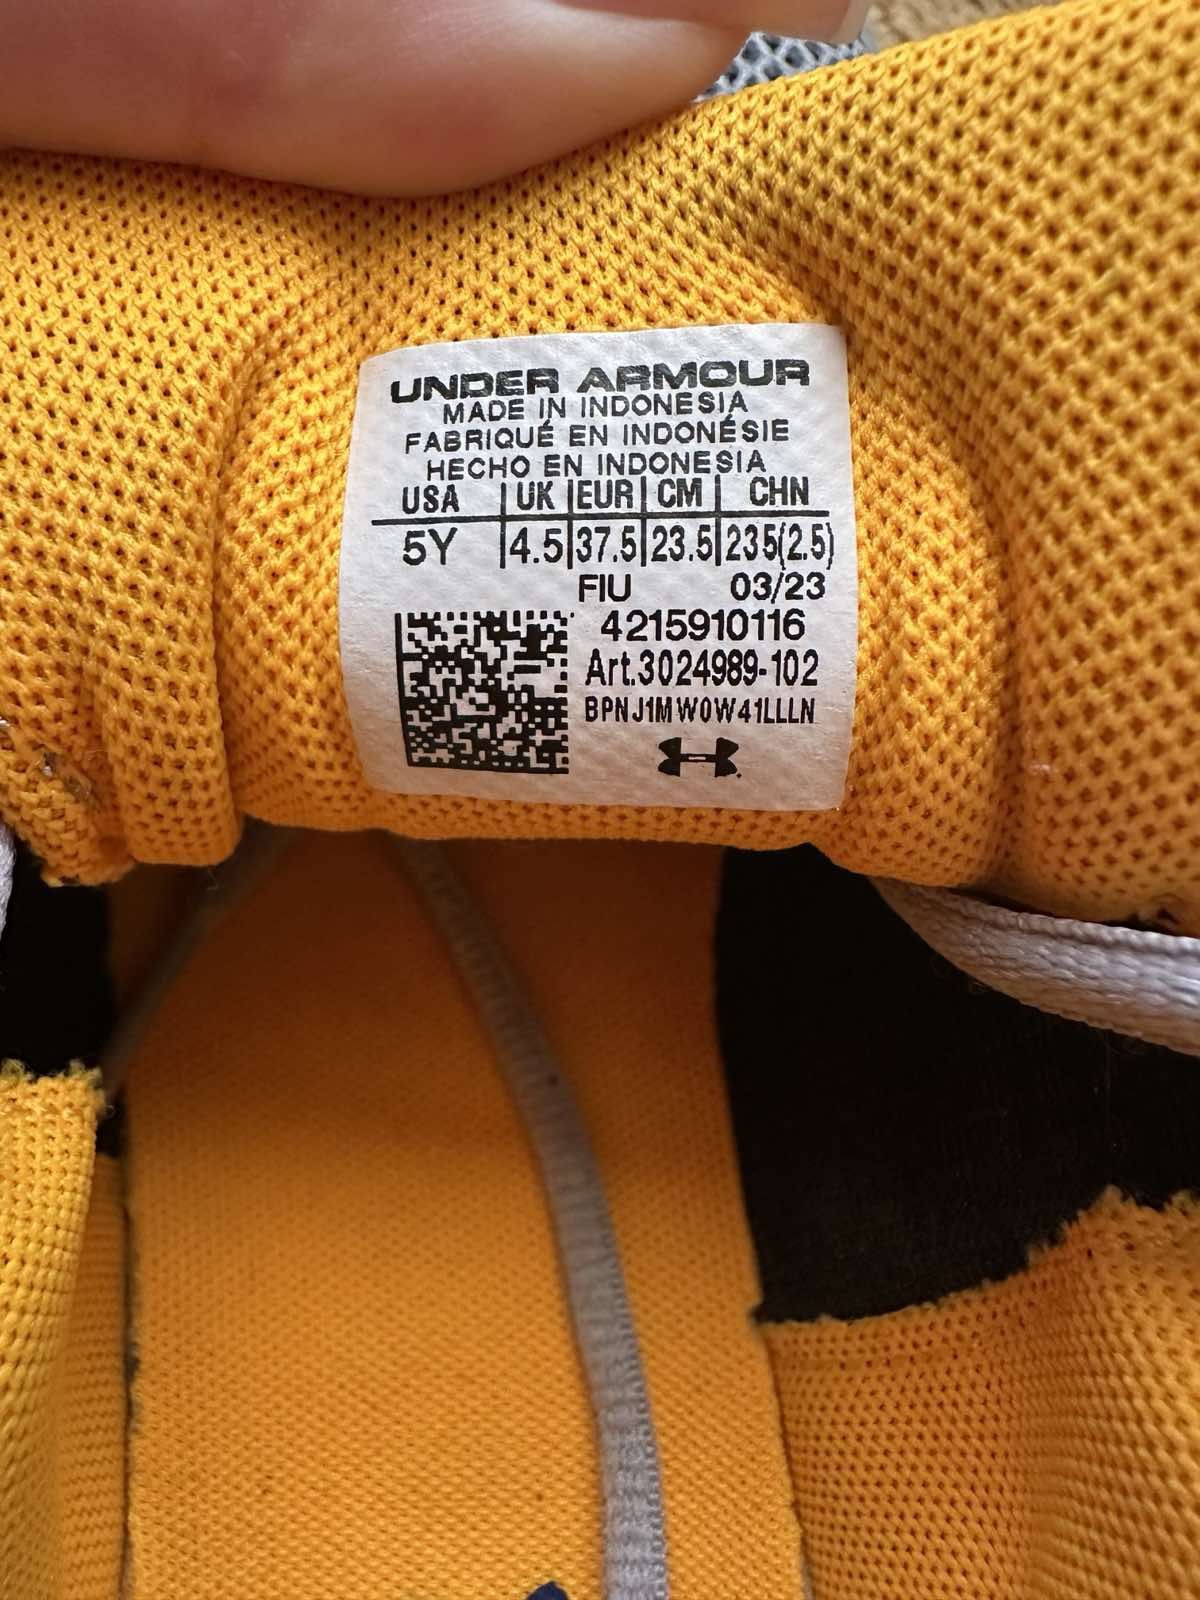 UNDER ARMOUR
MADE IN INDONESIA
FABRIQUÉ EN INDONÉSIE
HECHO EN INDONESIA
USA UK EUR CM CHN
5Y 4.5 37.5 23.5 235(2.5)
FIU 03/23
4215910116
Art.3024989-102
BPNJ1MW0W41LLLN